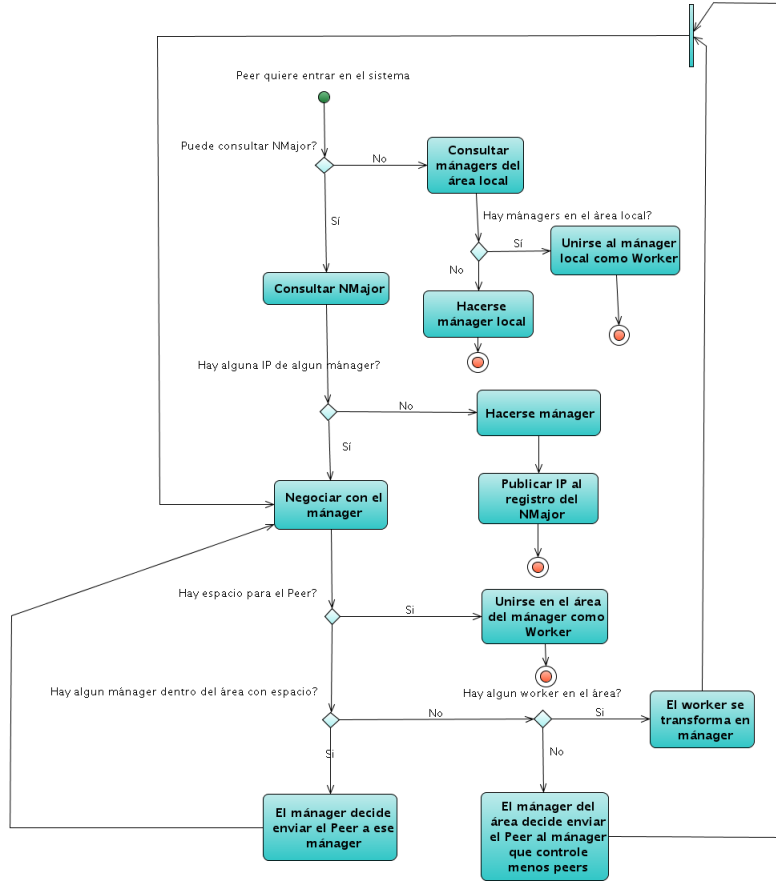 Peer quiere entrar en el sistema
Puede consultar NMajor?
No
Consultar
mánagers del
área local
Sí
Hay mánagers en el área local?
Sí
Unirse al mánager
local como Worker
No
Consultar NMajor
Hacerse
mánager local
Hay alguna IP de algun mánager?
No
Hacerse mánager
Sí
Negociar con el
mánager
Publicar IP al
registro del
NMajor
Hay espacio para el Peer?
Si
Unirse en el área
del mánager como
Worker
Hay algun mánager dentro del área con espacio?
No
Hay algun worker en el área?
Si
El worker se
transforma en
mánager
Si
No
El mánager decide
enviar el Peer a ese
mánager
El mánager del
área decide enviar
el Peer al mánager
que controle
menos peers